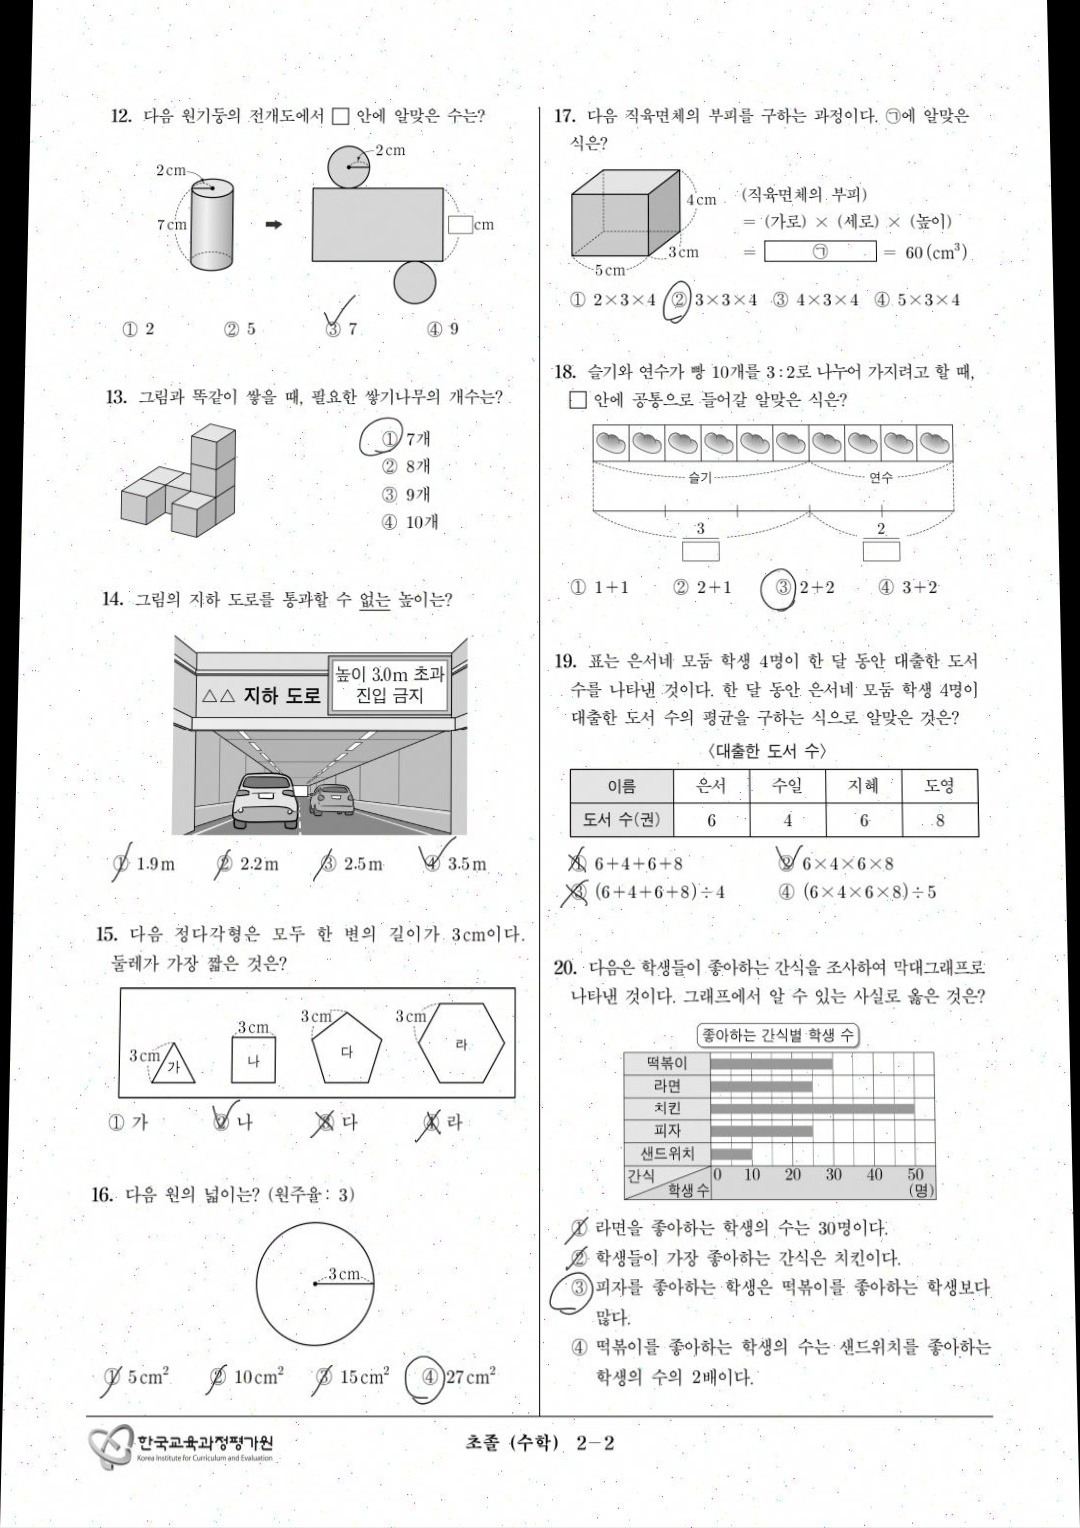 12. 다음 원기둥의 전개도에서 □ 안에 알맞은 수는?
2cm
7cm
2cm
□cm
① 2 ② 5 ③ 7 ④ 9
13. 그림과 똑같이 쌓을 때, 필요한 쌓기나무의 개수는?
① 7개
② 8개
③ 9개
④ 10개
14. 그림의 지하 도로를 통과할 수 없는 높이는?
△△ 지하 도로
높이 3.0m 초과
진입 금지
① 1.9m ② 2.2m ③ 2.5m ④ 3.5m
15. 다음 정다각형은 모두 한 변의 길이가 3cm이다.
둘레가 가장 짧은 것은?
3cm 가
3cm 나
3cm 다
3cm 라
① 가 ② 나 ③ 다 ④ 라
16. 다음 원의 넓이는? (원주율: 3)
3cm
① 5cm² ② 10cm² ③ 15cm² ④ 27cm²
17. 다음 직육면체의 부피를 구하는 과정이다. ㉠에 알맞은
식은?
4cm
3cm
5cm
(직육면체의 부피)
= (가로) × (세로) × (높이)
= ㉠ = 60(cm³)
① 2×3×4 ② 3×3×4 ③ 4×3×4 ④ 5×3×4
18. 슬기와 연수가 빵 10개를 3:2로 나누어 가지려고 할 때,
□ 안에 공통으로 들어갈 알맞은 식은?
슬기 연수
3 2
□ □
① 1+1 ② 2+1 ③ 2+2 ④ 3+2
19. 표는 은서네 모둠 학생 4명이 한 달 동안 대출한 도서
수를 나타낸 것이다. 한 달 동안 은서네 모둠 학생 4명이
대출한 도서 수의 평균을 구하는 식으로 알맞은 것은?
〈대출한 도서 수〉
이름 은서 수일 지혜 도영
도서 수(권) 6 4 6 8
① 6+4+6+8 ② 6×4×6×8
③ (6+4+6+8)÷4 ④ (6×4×6×8)÷5
20. 다음은 학생들이 좋아하는 간식을 조사하여 막대그래프로
나타낸 것이다. 그래프에서 알 수 있는 사실로 옳은 것은?
좋아하는 간식별 학생 수
떡볶이
라면
치킨
피자
샌드위치
간식 0 10 20 30 40 50
학생 수 (명)
① 라면을 좋아하는 학생의 수는 30명이다.
② 학생들이 가장 좋아하는 간식은 치킨이다.
③ 피자를 좋아하는 학생은 떡볶이를 좋아하는 학생보다
많다.
④ 떡볶이를 좋아하는 학생의 수는 샌드위치를 좋아하는
학생의 수의 2배이다.
한국교육과정평가원
Korea Institute for Curriculum and Evaluation
초졸 (수학) 2-2